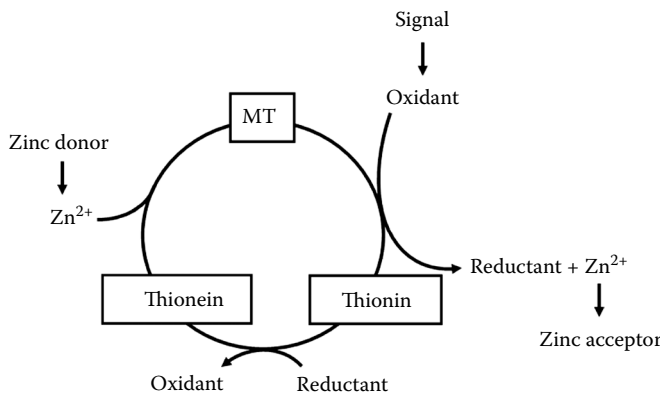 Signal
Oxidant
MT
Zinc donor
Zn²⁺
Reductant + Zn²⁺
Thionein
Thionin
Zinc acceptor
Oxidant
Reductant